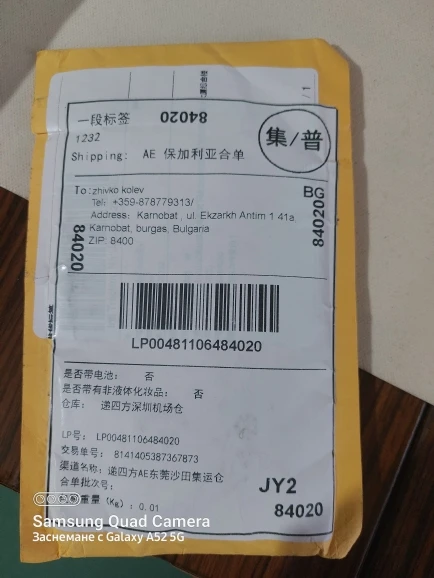 一段标签
84020
1232
集/普
Shipping: AE 保加利亚合单
To: zhivko kolev
BG
Tel: +359-878779313/
Address: Karnobat , ul. Ekzarkh Antim 1 41a,
Karnobat, burgas, Bulgaria
ZIP: 8400
84020
84020
LP00481106484020
是否带电池: 否
是否带有非液体化妆品: 否
仓库: 递四方深圳机场仓
LP号: LP00481106484020
交易单号: 8141405387367873
渠道名称: 递四方AE东莞沙田集运仓
合单批次号:
重量 (Kg): 0.01
JY2
84020
Samsung Quad Camera
Заснемане с Galaxy A52 5G